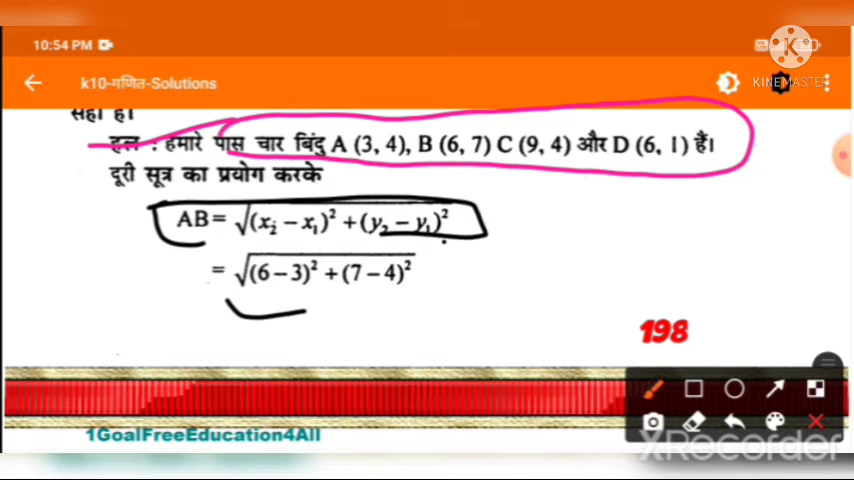 10:54 PM
KINEMASTER
k10-गणित-Solutions
सही है।
हल : हमारे पास चार बिंदु A (3, 4), B (6, 7) C (9, 4) और D (6, 1) हैं।
दूरी सूत्र का प्रयोग करके
AB = √(x₂ – x₁)² + (y₂ – y₁)²
= √(6 – 3)² + (7 – 4)²
198
1GoalFreeEducation4All
XRecorder